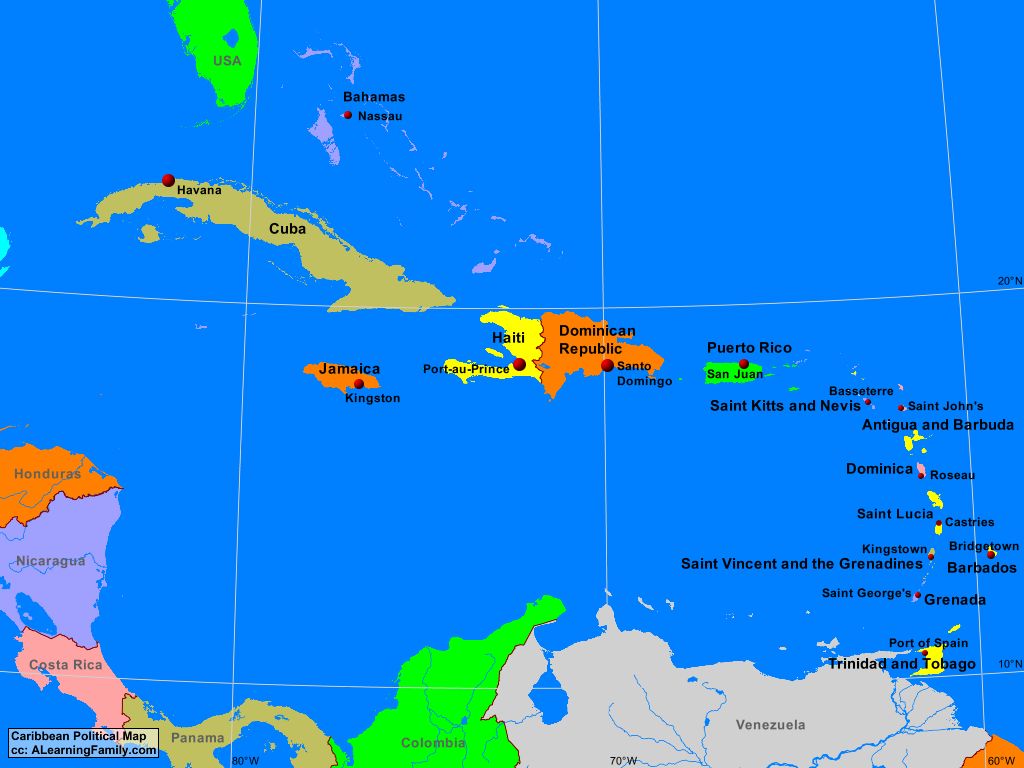 USA
Bahamas
Nassau
Havana
Cuba
20°N
Haiti
Dominican
Republic
Puerto Rico
Jamaica
Port-au-Prince
Santo
Domingo
San Juan
Kingston
Basseterre
Saint Kitts and Nevis
Saint John's
Antigua and Barbuda
Honduras
Dominica
Roseau
Saint Lucia
Castries
Kingstown
Bridgetown
Nicaragua
Saint Vincent and the Grenadines
Barbados
Saint George's
Grenada
Port of Spain
Costa Rica
Trinidad and Tobago
10°N
Venezuela
Caribbean Political Map
cc: ALearningFamily.com
Panama
Colombia
80°W
70°W
60°W